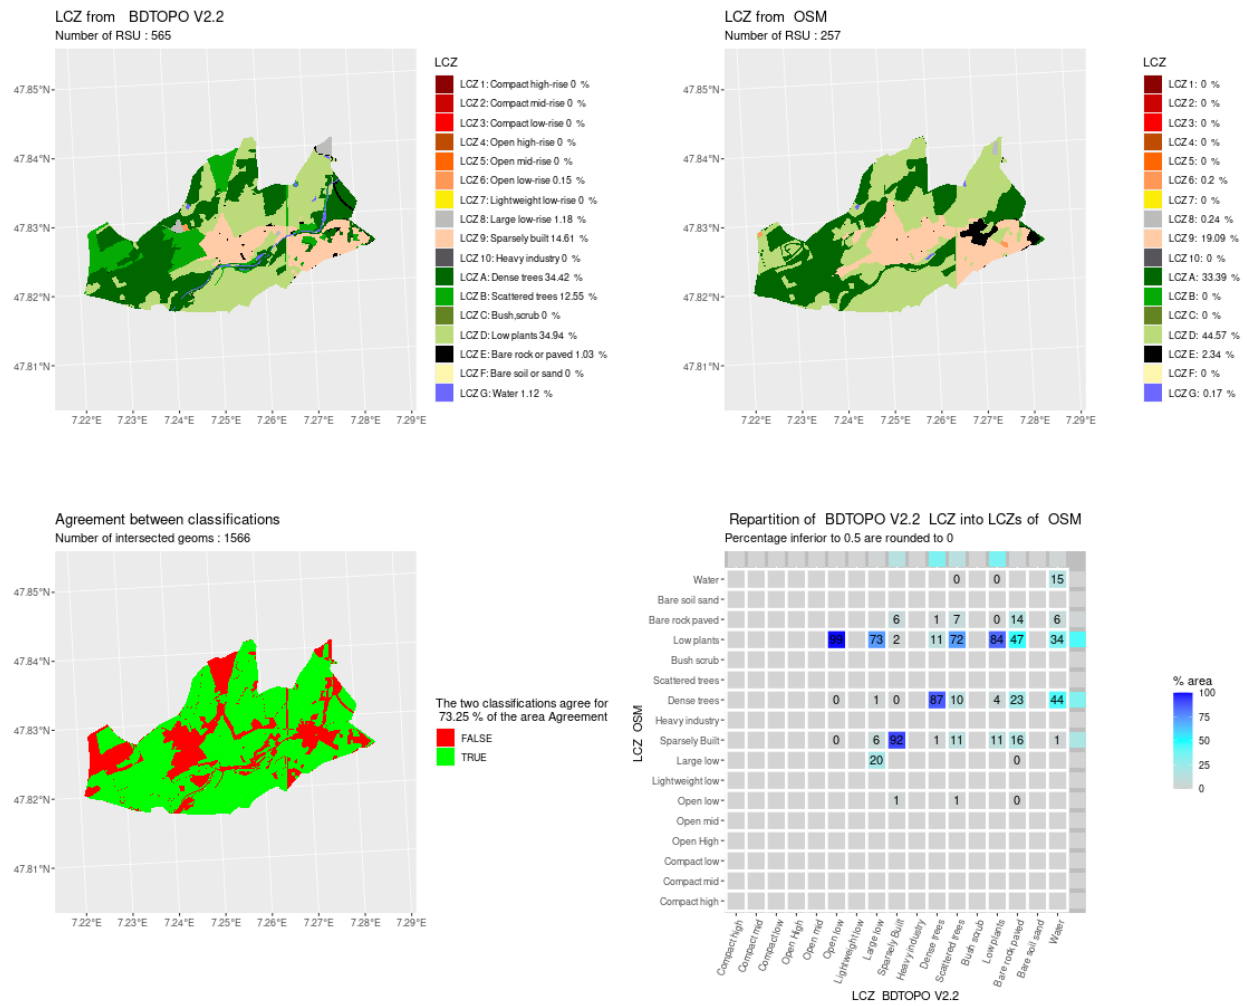 LCZ from BDTOPO V2.2
Number of RSU : 565
47.85°N
47.84°N
47.83°N
47.82°N
47.81°N
7.22°E 7.23°E 7.24°E 7.25°E 7.26°E 7.27°E 7.28°E 7.29°E
LCZ
LCZ 1: Compact high-rise 0 %
LCZ 2: Compact mid-rise 0 %
LCZ 3: Compact low-rise 0 %
LCZ 4: Open high-rise 0 %
LCZ 5: Open mid-rise 0 %
LCZ 6: Open low-rise 0.15 %
LCZ 7: Lightweight low-rise 0 %
LCZ 8: Large low-rise 1.18 %
LCZ 9: Sparsely built 14.61 %
LCZ 10: Heavy industry 0 %
LCZ A: Dense trees 34.42 %
LCZ B: Scattered trees 12.55 %
LCZ C: Bush,scrub 0 %
LCZ D: Low plants 34.94 %
LCZ E: Bare rock or paved 1.03 %
LCZ F: Bare soil or sand 0 %
LCZ G: Water 1.12 %
LCZ from OSM
Number of RSU : 257
47.85°N
47.84°N
47.83°N
47.82°N
47.81°N
7.22°E 7.23°E 7.24°E 7.25°E 7.26°E 7.27°E 7.28°E 7.29°E
LCZ
LCZ 1: 0 %
LCZ 2: 0 %
LCZ 3: 0 %
LCZ 4: 0 %
LCZ 5: 0 %
LCZ 6: 0.2 %
LCZ 7: 0 %
LCZ 8: 0.24 %
LCZ 9: 19.09 %
LCZ 10: 0 %
LCZ A: 33.39 %
LCZ B: 0 %
LCZ C: 0 %
LCZ D: 44.57 %
LCZ E: 2.34 %
LCZ F: 0 %
LCZ G: 0.17 %
Agreement between classifications
Number of intersected geoms : 1566
47.85°N
47.84°N
47.83°N
47.82°N
47.81°N
7.22°E 7.23°E 7.24°E 7.25°E 7.26°E 7.27°E 7.28°E 7.29°E
The two classifications agree for
73.25 % of the area Agreement
FALSE
TRUE
Repartition of BDTOPO V2.2 LCZ into LCZs of OSM
Percentage inferior to 0.5 are rounded to 0
LCZ OSM
Water 0 0 15
Bare soil sand
Bare rock paved 6 1 7 0 14 6
Low plants 99 73 2 11 72 84 47 34
Bush scrub
Scattered trees
Dense trees 0 1 0 87 10 4 23 44
Heavy industry
Sparsely Built 0 6 92 1 11 11 16 1
Large low 20 0
Lightweight low
Open low 1 1 0
Open mid
Open High
Compact low
Compact mid
Compact high
Compact high
Compact mid
Compact low
Open High
Open mid
Open low
Lightweight low
Large low
Sparsely Built
Heavy industry
Dense trees
Scattered trees
Bush scrub
Low plants
Bare rock paved
Bare soil sand
Water
LCZ BDTOPO V2.2
% area
100
75
50
25
0